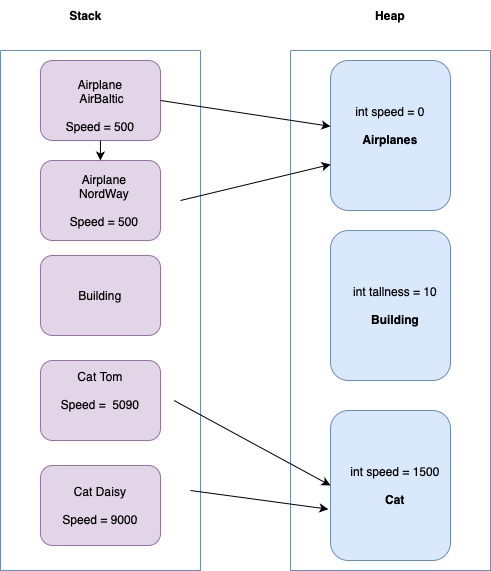 Stack
Heap
Airplane
AirBaltic
Speed = 500
Airplane
NordWay
Speed = 500
Building
Cat Tom
Speed =  5090
Cat Daisy
Speed = 9000
int speed = 0
Airplanes
int tallness = 10
Building
int speed = 1500
Cat